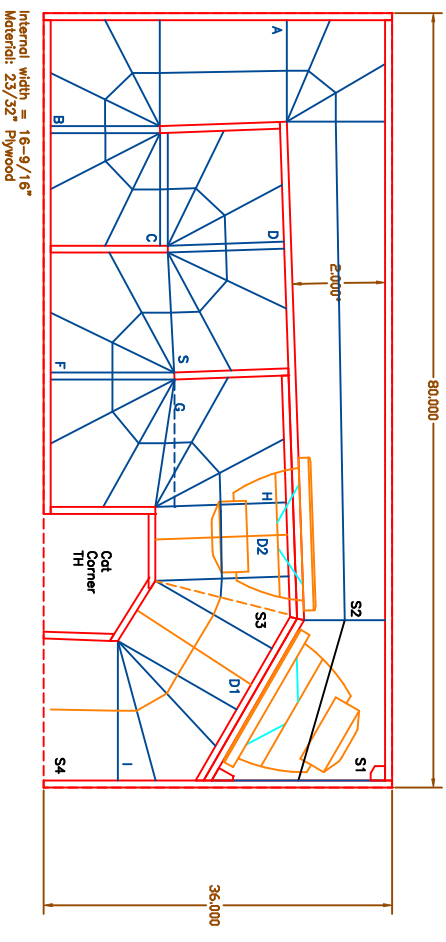 80.000
36.000
2.000"
A
B
C
D
S
F
G
H
D2
S3
S2
D1
S1
I
S4
Cat
Corner
TH
Internal width = 16-9/16"
Material: 23/32" Plywood